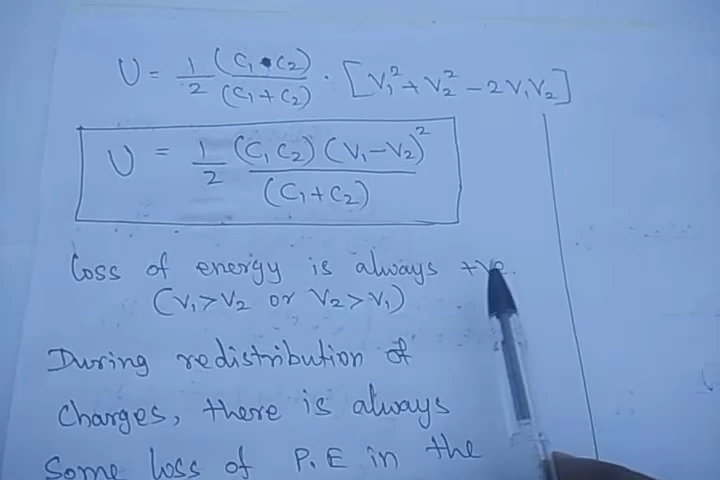 U = 1/2 (C₁•C₂)/(C₁+C₂) · [V₁²+V₂²−2V₁V₂]
U = 1/2 (C₁C₂)(V₁−V₂)²/(C₁+C₂)
Loss of energy is always +ve.
(V₁>V₂ or V₂>V₁)
During redistribution of
charges, there is always
Some loss of P.E in the